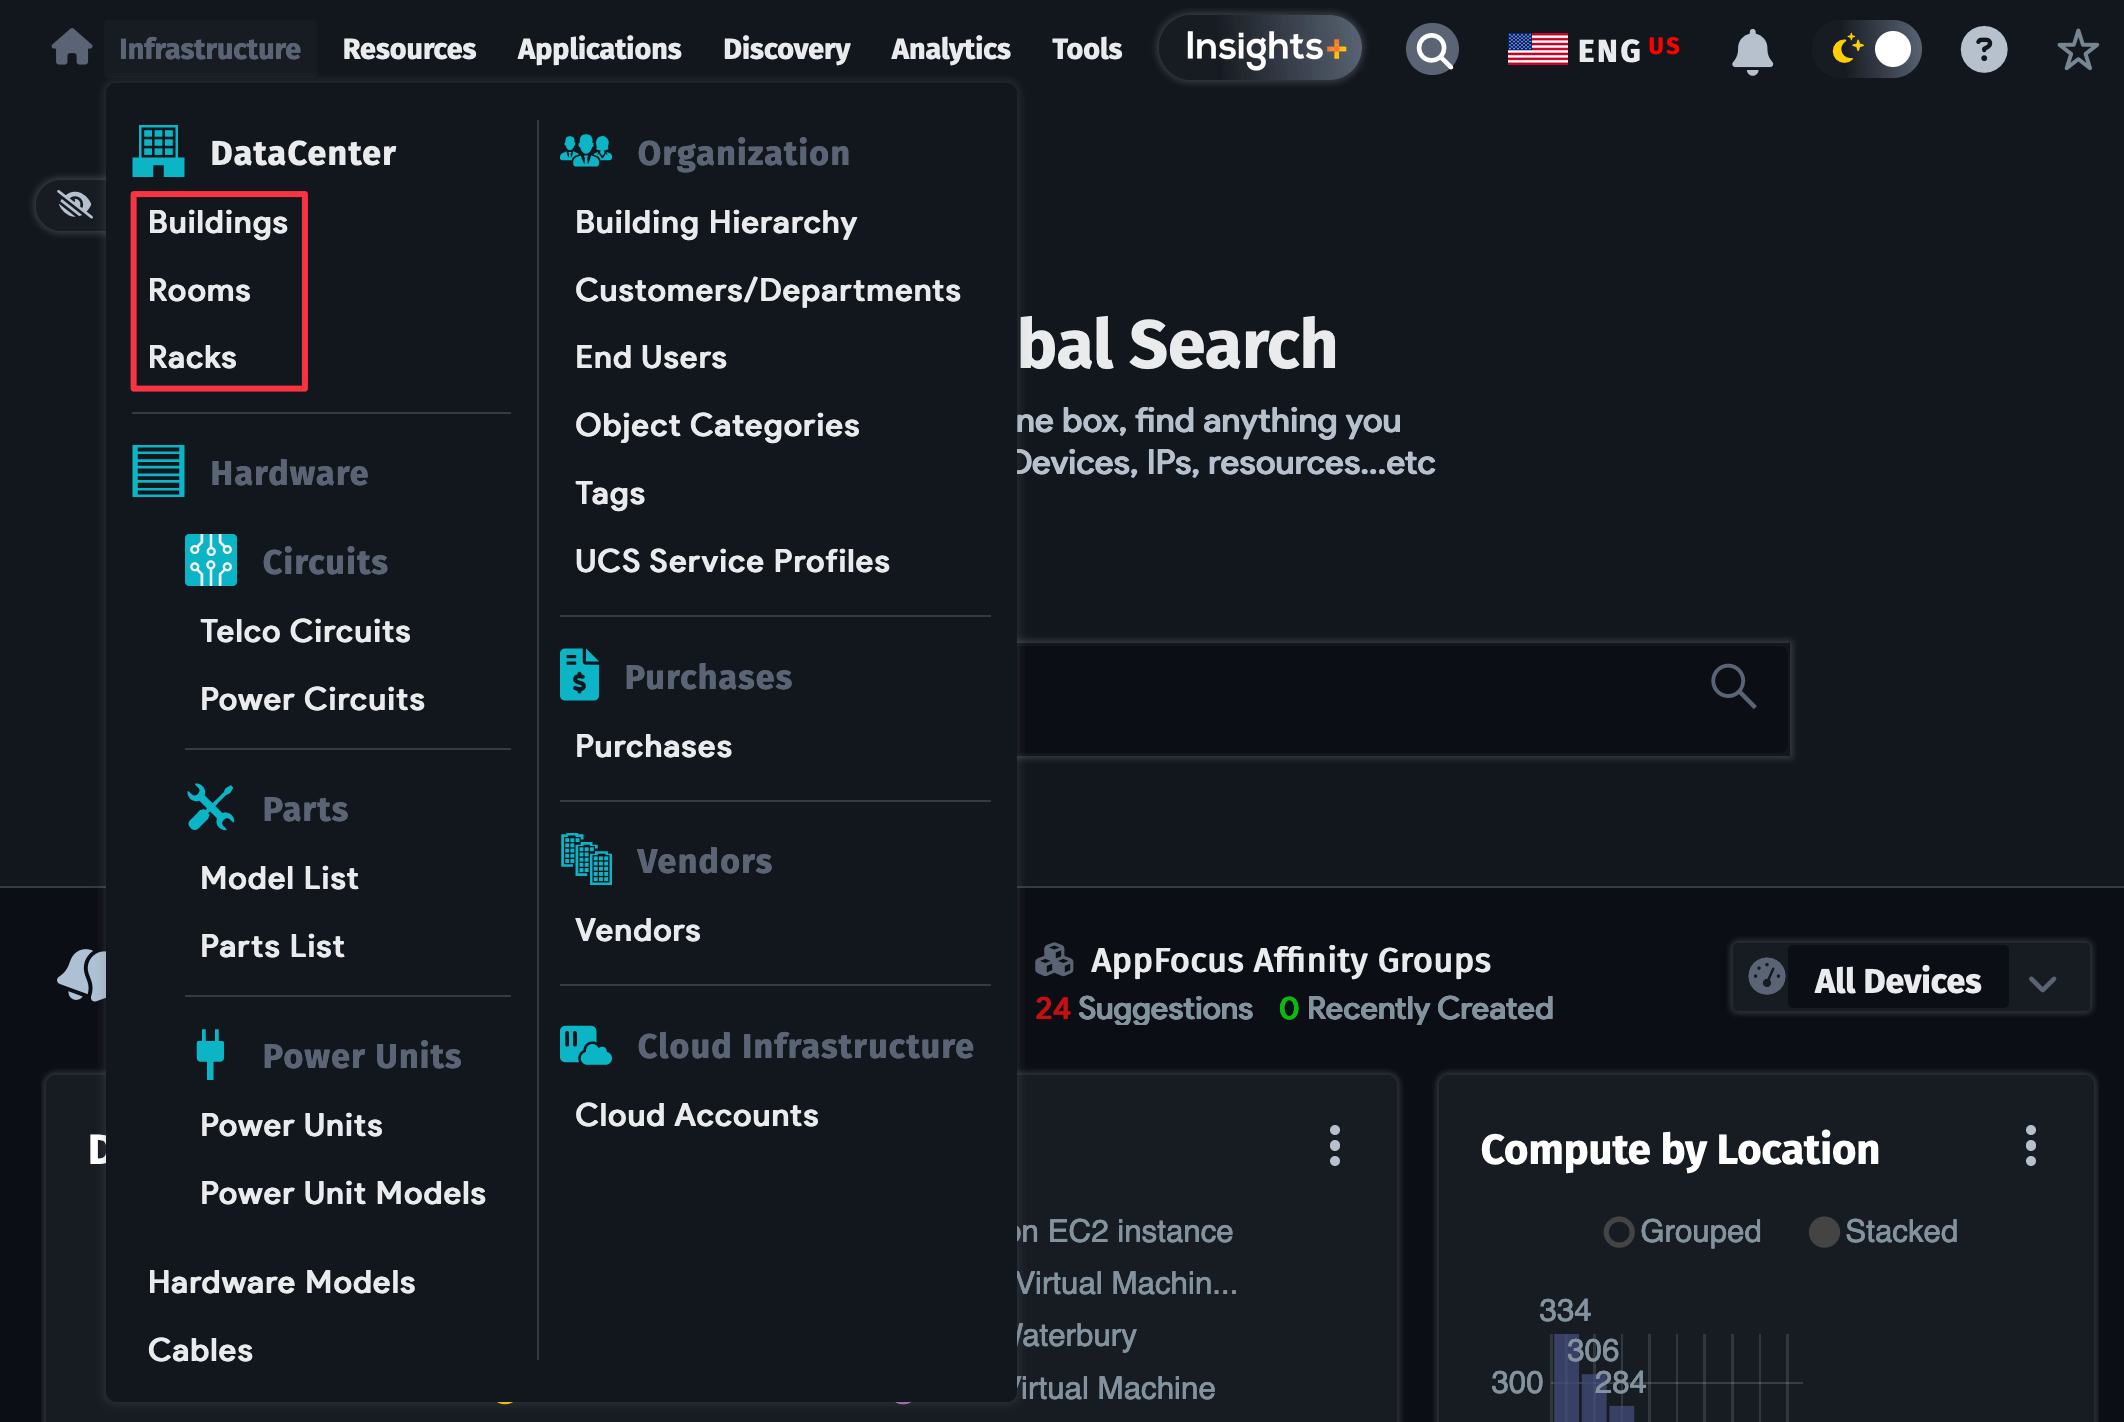 Infrastructure Resources Applications Discovery Analytics Tools Insights+ ENG US
DataCenter
Buildings
Rooms
Racks
Hardware
Circuits
Telco Circuits
Power Circuits
Parts
Model List
Parts List
Power Units
Power Units
Power Unit Models
Hardware Models
Cables
Organization
Building Hierarchy
Customers/Departments
End Users
Object Categories
Tags
UCS Service Profiles
Purchases
Purchases
Vendors
Vendors
Cloud Infrastructure
Cloud Accounts
bal Search
ne box, find anything you
Devices, IPs, resources...etc
AppFocus Affinity Groups
24 Suggestions 0 Recently Created
All Devices
D
on EC2 instance
Virtual Machin...
Waterbury
Virtual Machine
Compute by Location
Grouped Stacked
334
306
300
284